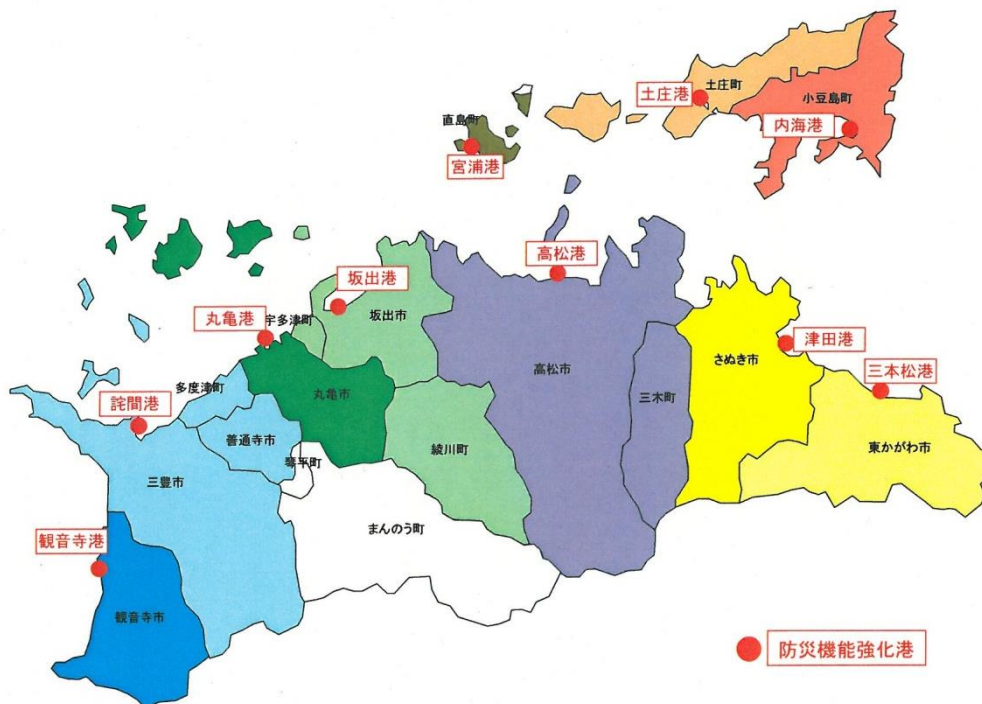 土庄町
土庄港
小豆島町
内海港
直島町
宮浦港
高松港
坂出港
丸亀港
宇多津町
坂出市
津田港
さぬき市
高松市
三木町
三本松港
多度津町
丸亀市
詫間港
善通寺市
綾川町
東かがわ市
琴平町
三豊市
まんのう町
観音寺港
観音寺市
防災機能強化港